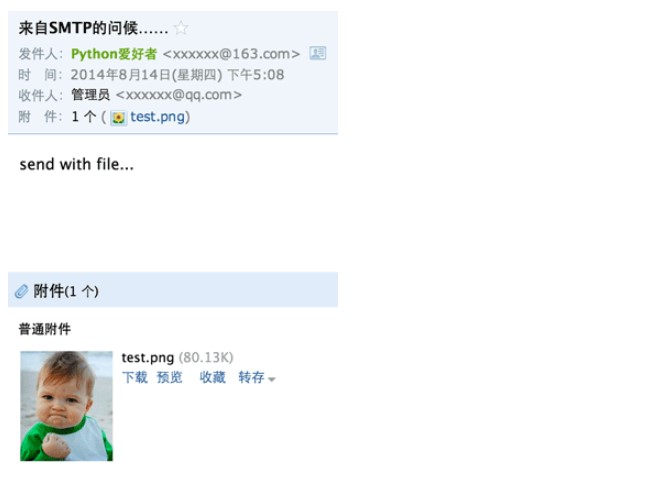 来自SMTP的问候……
发件人：Python爱好者 <xxxxxx@163.com>
时　间：2014年8月14日(星期四) 下午5:08
收件人：管理员 <xxxxxx@qq.com>
附　件：1 个 ( test.png)
send with file...
附件(1 个)
普通附件
test.png (80.13K)
下载 预览 收藏 转存